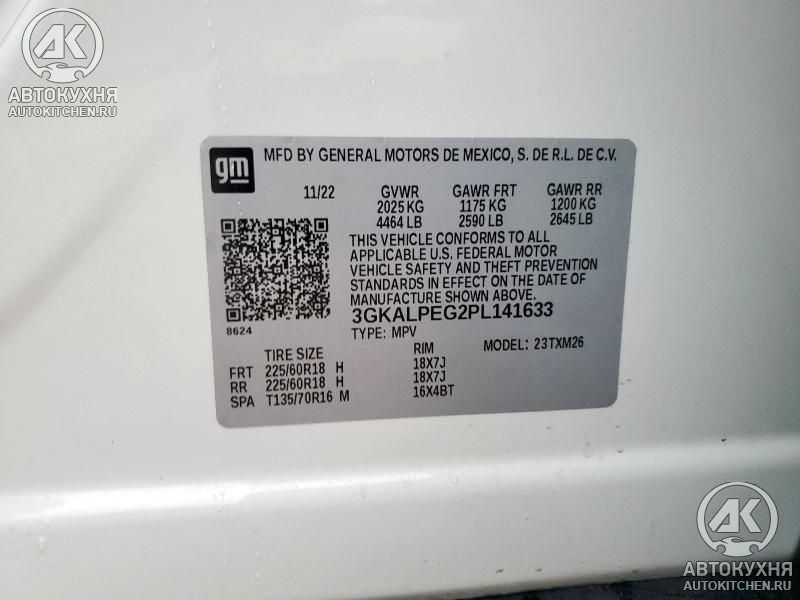 АВТОКУХНЯ
AUTOKITCHEN.RU
gm
MFD BY GENERAL MOTORS DE MEXICO, S. DE R.L. DE C.V.
11/22 GVWR GAWR FRT GAWR RR
2025 KG 1175 KG 1200 KG
4464 LB 2590 LB 2645 LB
THIS VEHICLE CONFORMS TO ALL
APPLICABLE U.S. FEDERAL MOTOR
VEHICLE SAFETY AND THEFT PREVENTION
STANDARDS IN EFFECT ON THE DATE OF
MANUFACTURE SHOWN ABOVE.
3GKALPEG2PL141633
8624
TYPE: MPV MODEL: 23TXM26
TIRE SIZE RIM
FRT 225/60R18 H 18X7J
RR 225/60R18 H 18X7J
SPA T135/70R16 M 16X4BT
АВТОКУХНЯ
AUTOKITCHEN.RU